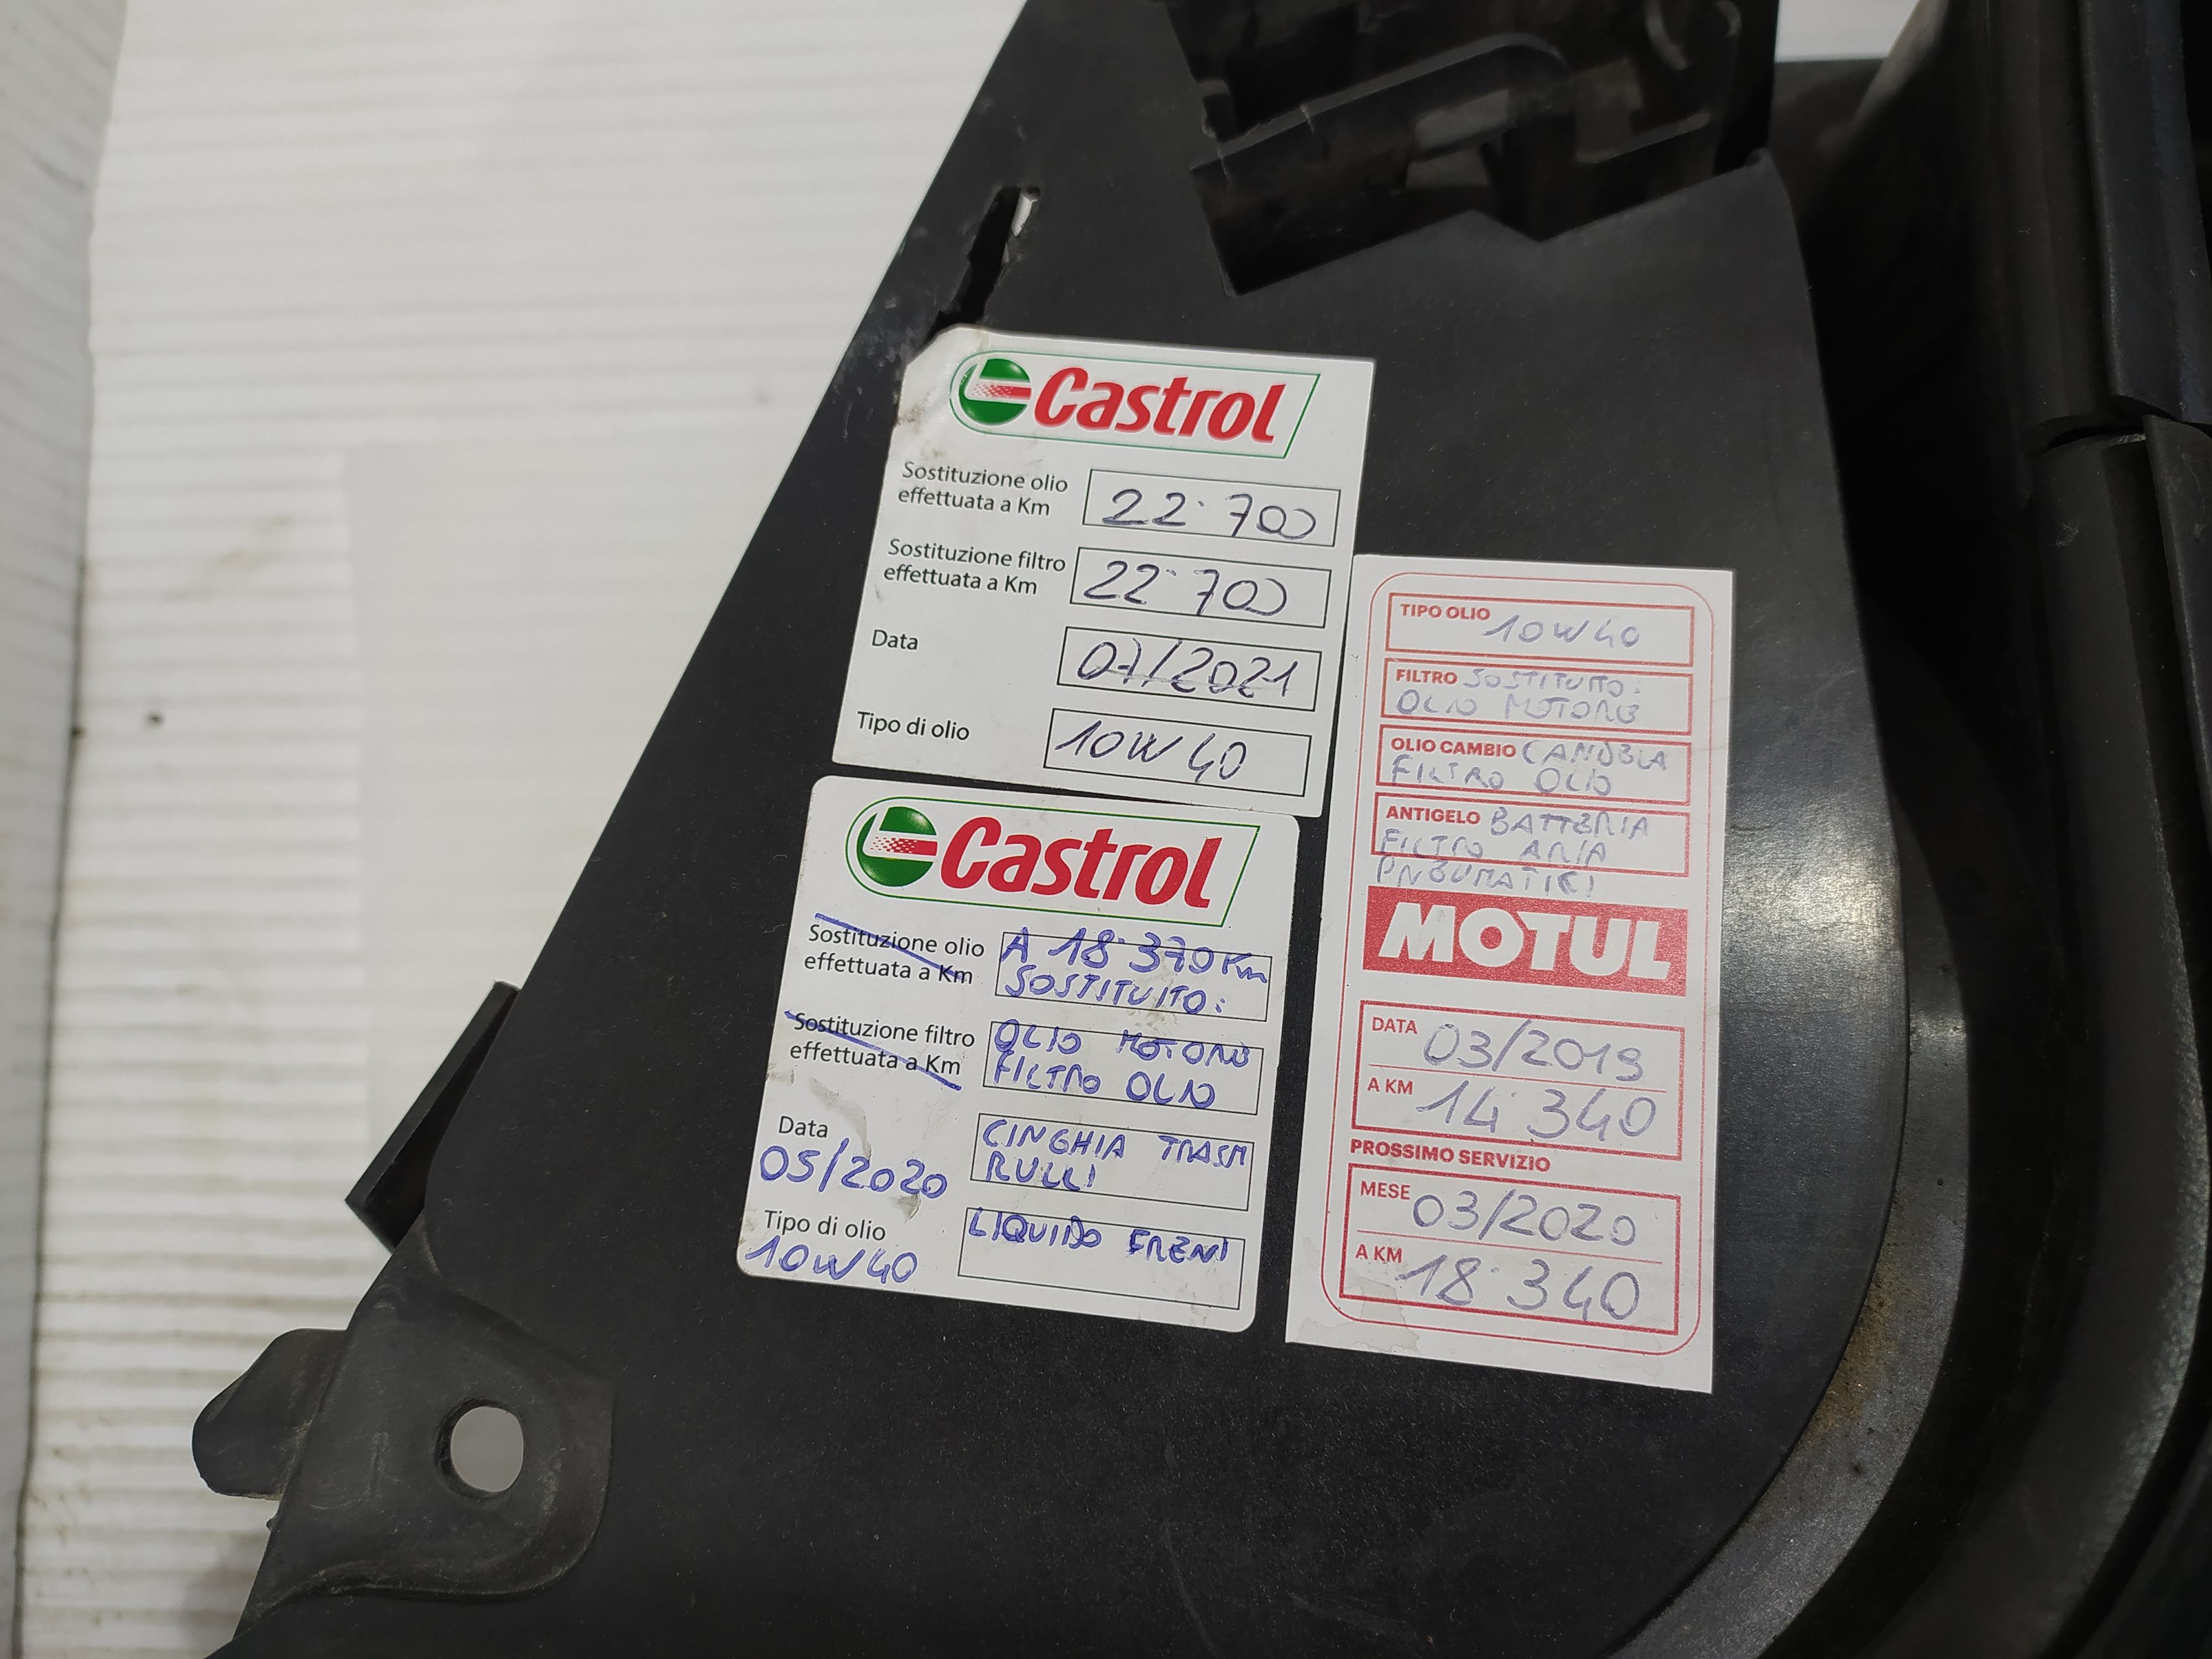 Castrol
Sostituzione olio
effettuata a Km
22·700
Sostituzione filtro
effettuata a Km
22·700
Data
07/2021
Tipo di olio
10W40
Castrol
Sostituzione olio
effettuata a Km
A 18·370 Km
SOSTITUITO:
Sostituzione filtro
effettuata a Km
OLIO MOTORE
FILTRO OLIO
Data
05/2020
CINGHIA TRASM
RULLI
Tipo di olio
10W40
LIQUIDO FRENI
TIPO OLIO 10W40
FILTRO SOSTITUITO:
OLIO MOTORE
OLIO CAMBIO CANDELA
FILTRO OLIO
ANTIGELO BATTERIA
FILTRO ARIA
PNEUMATICI
MOTUL
DATA 03/2019
A KM 14·340
PROSSIMO SERVIZIO
MESE 03/2020
A KM 18·340